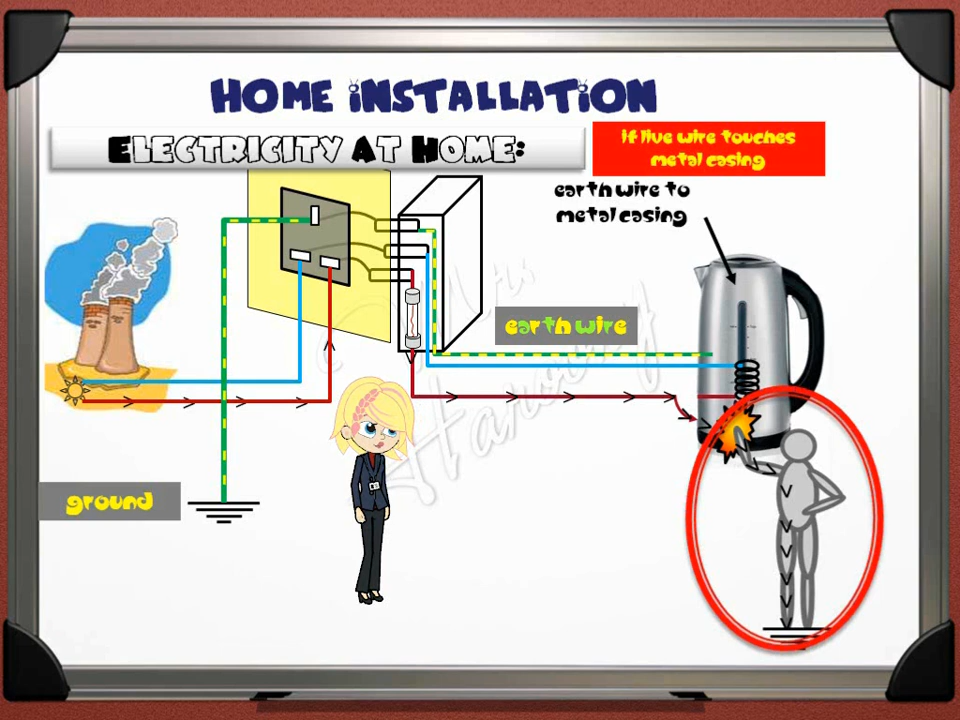 HOME INSTALLATION
ELECTRICITY AT HOME:
if live wire touches
metal casing
earth wire to
metal casing
earth wire
ground
Mrs